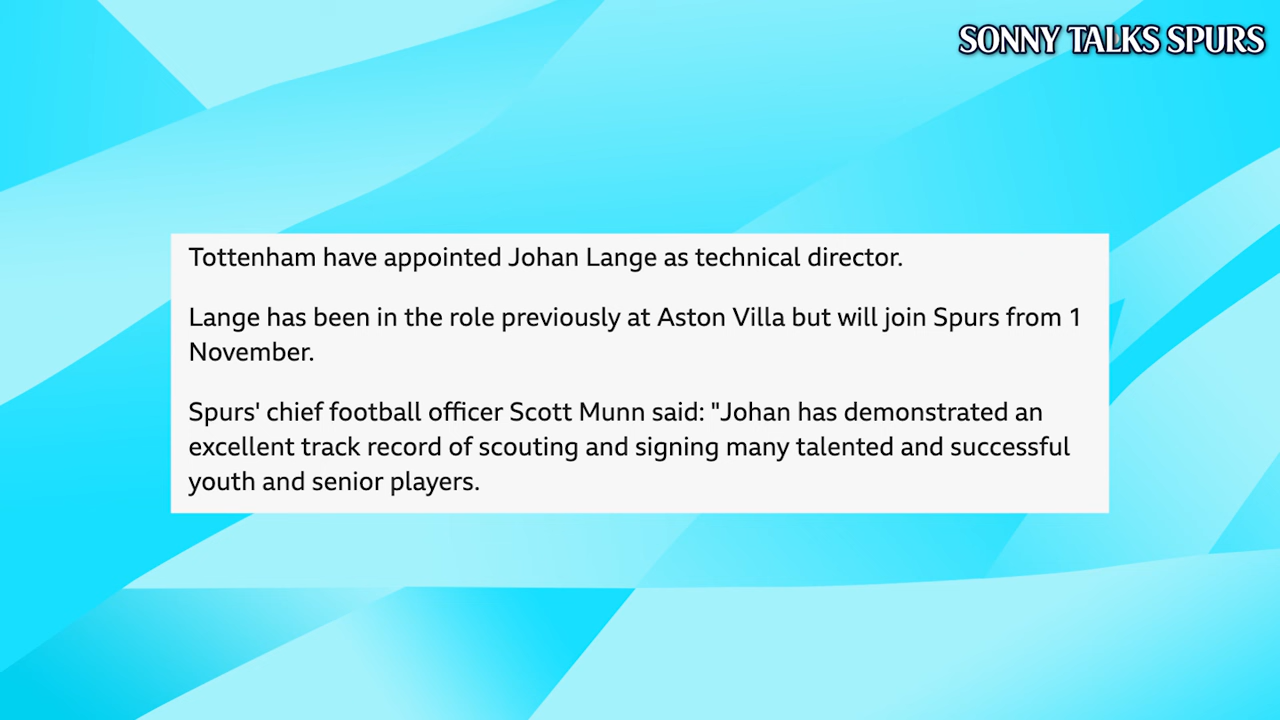 SONNY TALKS SPURS
Tottenham have appointed Johan Lange as technical director.
Lange has been in the role previously at Aston Villa but will join Spurs from 1
November.
Spurs' chief football officer Scott Munn said: "Johan has demonstrated an
excellent track record of scouting and signing many talented and successful
youth and senior players.